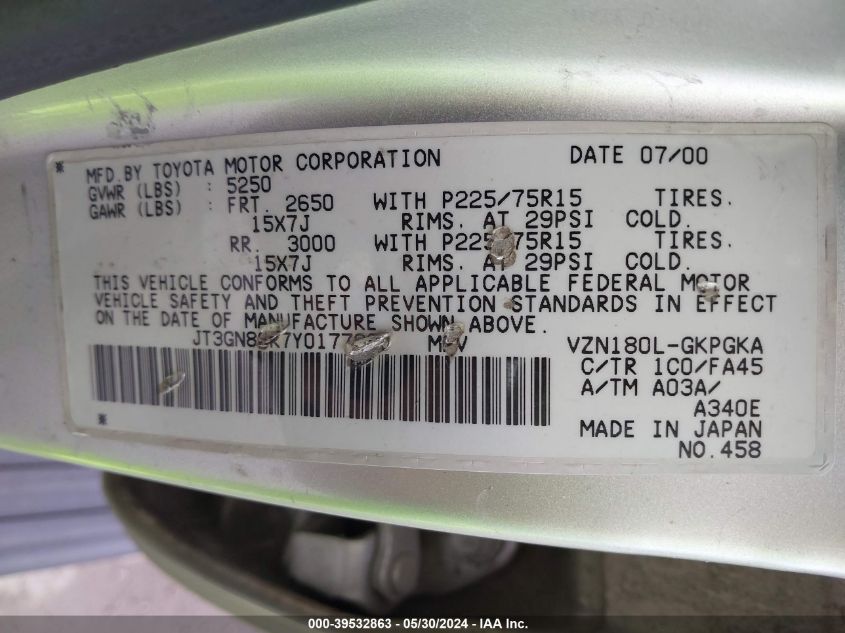 MFD.BY TOYOTA MOTOR CORPORATION DATE 07/00
GVWR (LBS) : 5250
GAWR (LBS) : FRT. 2650 WITH P225/75R15 TIRES.
15X7J RIMS. AT 29PSI COLD.
RR. 3000 WITH P225/75R15 TIRES.
15X7J RIMS. AT 29PSI COLD.
THIS VEHICLE CONFORMS TO ALL APPLICABLE FEDERAL MOTOR
VEHICLE SAFETY AND THEFT PREVENTION STANDARDS IN EFFECT
ON THE DATE OF MANUFACTURE SHOWN ABOVE.
VZN180L-GKPGKA
C/TR 1C0/FA45
A/TM A03A/
A340E
MADE IN JAPAN
NO.458
000-39532863 - 05/30/2024 - IAA Inc.